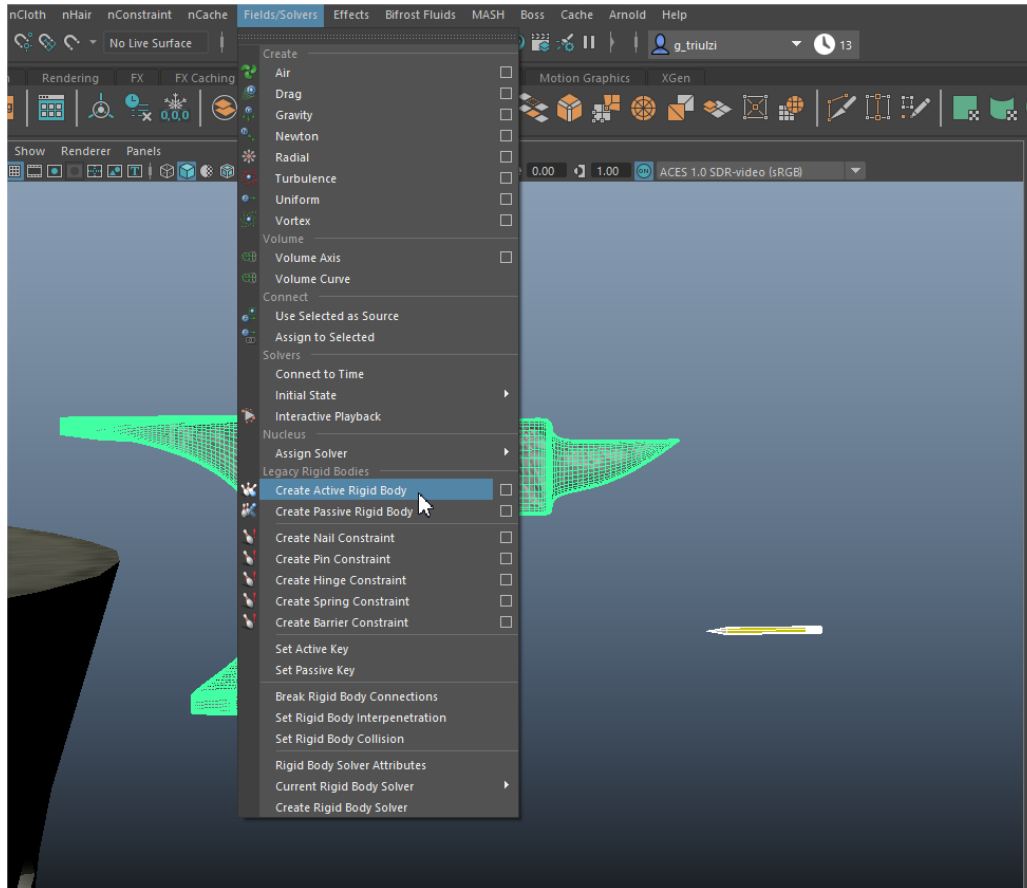 nCloth nHair nConstraint nCache Fields/Solvers Effects Bifrost Fluids MASH Boss Cache Arnold Help
No Live Surface g_triulzi 13
Rendering FX FX Caching Motion Graphics XGen
0,0,0
Show Renderer Panels
0.00 1.00 ON ACES 1.0 SDR-video (sRGB)
Create
Air
Drag
Gravity
Newton
Radial
Turbulence
Uniform
Vortex
Volume
Volume Axis
Volume Curve
Connect
Use Selected as Source
Assign to Selected
Solvers
Connect to Time
Initial State
Interactive Playback
Nucleus
Assign Solver
Legacy Rigid Bodies
Create Active Rigid Body
Create Passive Rigid Body
Create Nail Constraint
Create Pin Constraint
Create Hinge Constraint
Create Spring Constraint
Create Barrier Constraint
Set Active Key
Set Passive Key
Break Rigid Body Connections
Set Rigid Body Interpenetration
Set Rigid Body Collision
Rigid Body Solver Attributes
Current Rigid Body Solver
Create Rigid Body Solver